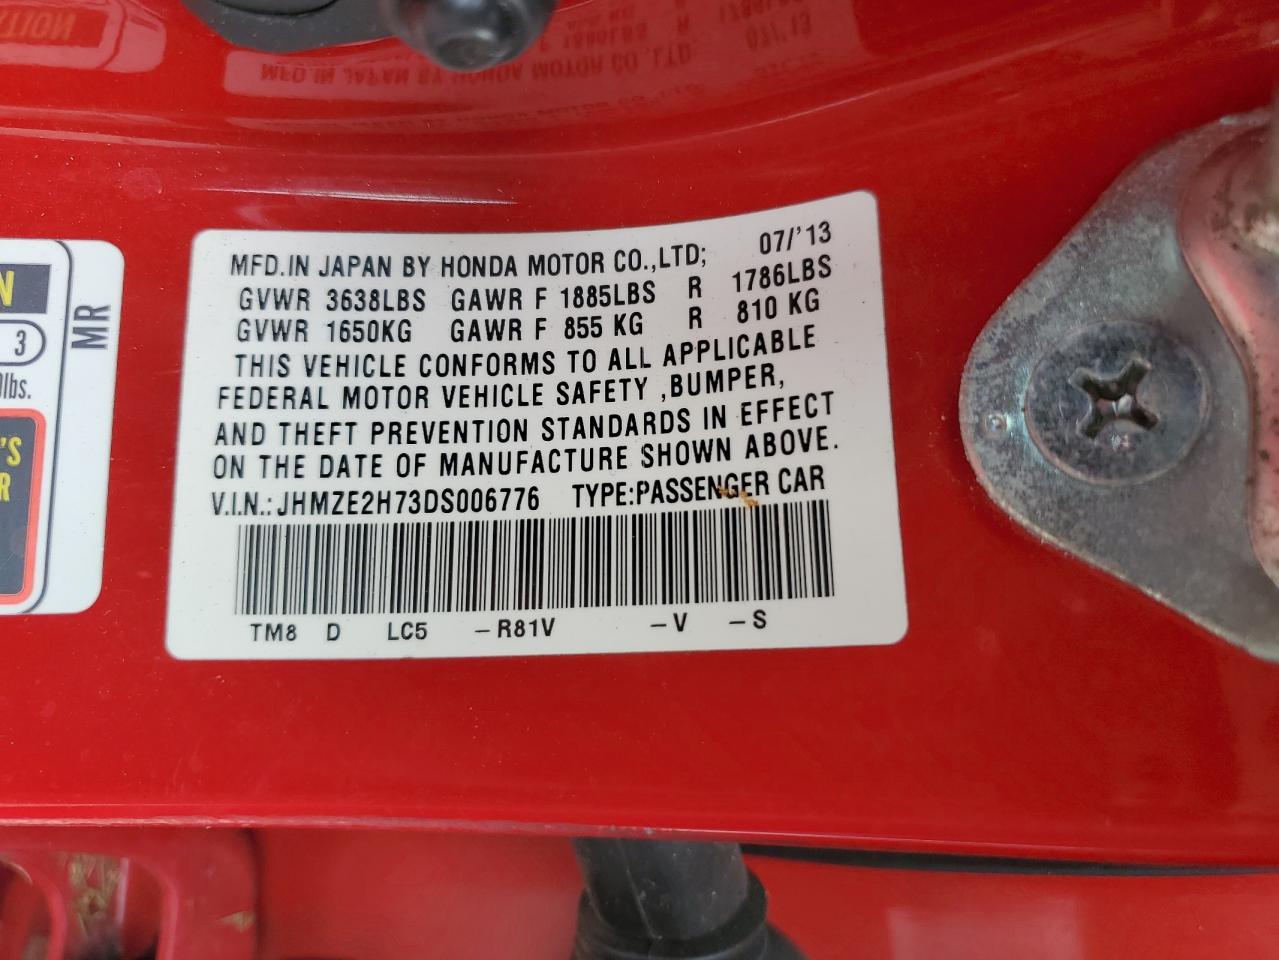 MFD.IN JAPAN BY HONDA MOTOR CO.,LTD; 07/'13
GVWR 3638LBS GAWR F 1885LBS R 1786LBS
GVWR 1650KG GAWR F 855 KG R 810 KG
THIS VEHICLE CONFORMS TO ALL APPLICABLE
FEDERAL MOTOR VEHICLE SAFETY ,BUMPER,
AND THEFT PREVENTION STANDARDS IN EFFECT
ON THE DATE OF MANUFACTURE SHOWN ABOVE.
V.I.N.: JHMZE2H73DS006776 TYPE:PASSENGER CAR
TM8 D LC5 –R81V –V –S
N
3
lbs.
'S
R
MR